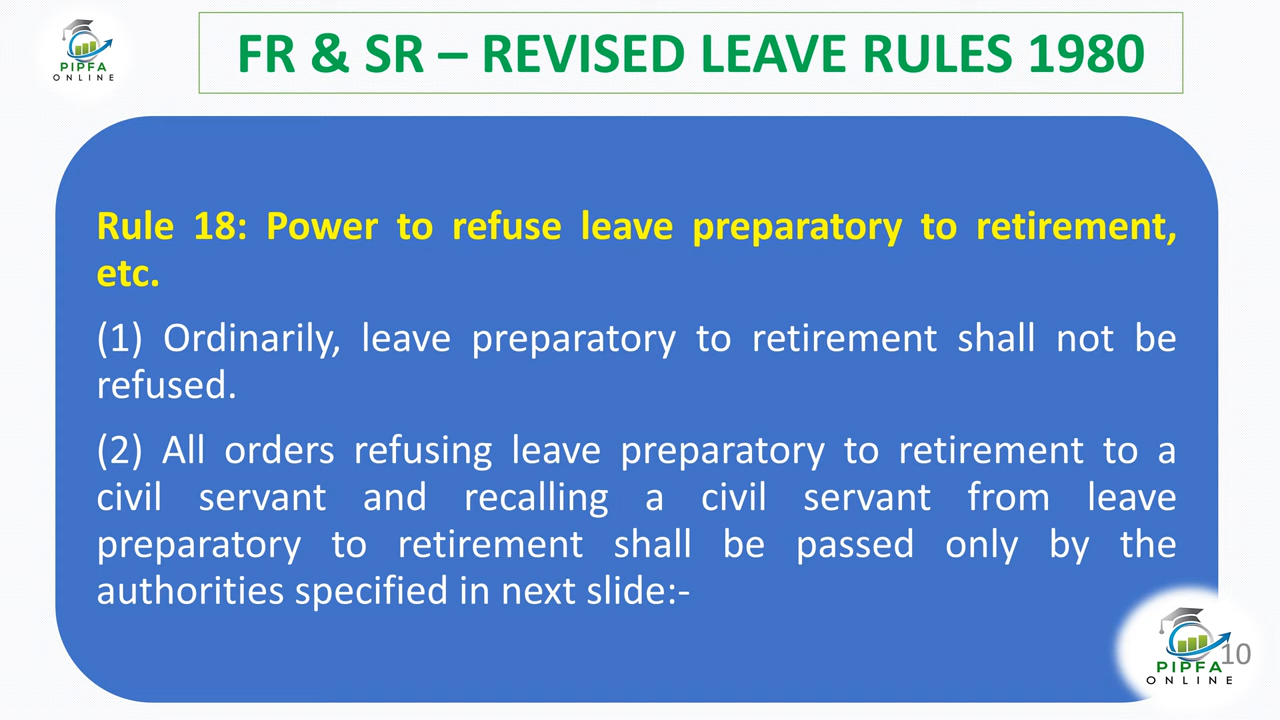 PIPFA
ONLINE
FR & SR – REVISED LEAVE RULES 1980
Rule 18: Power to refuse leave preparatory to retirement,
etc.
(1) Ordinarily, leave preparatory to retirement shall not be
refused.
(2) All orders refusing leave preparatory to retirement to a
civil servant and recalling a civil servant from leave
preparatory to retirement shall be passed only by the
authorities specified in next slide:-
10
PIPFA
ONLINE